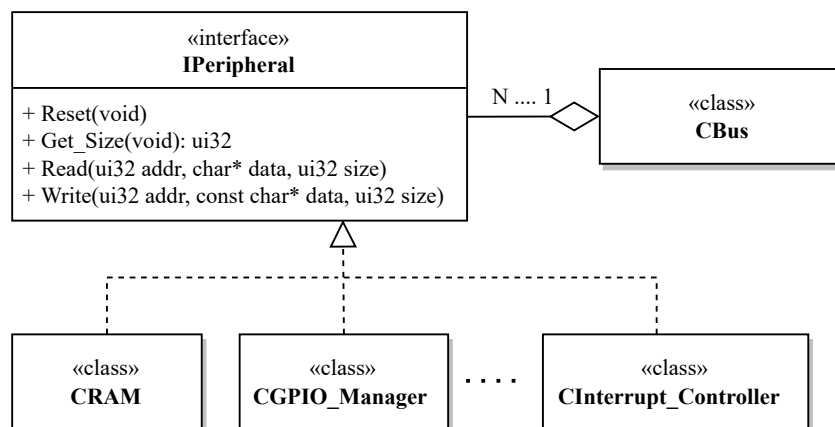 «interface»
IPeripheral
+ Reset(void)
+ Get_Size(void): ui32
+ Read(ui32 addr, char* data, ui32 size)
+ Write(ui32 addr, const char* data, ui32 size)
N .... 1
«class»
CBus
«class»
CRAM
«class»
CGPIO_Manager
. . . .
«class»
CInterrupt_Controller